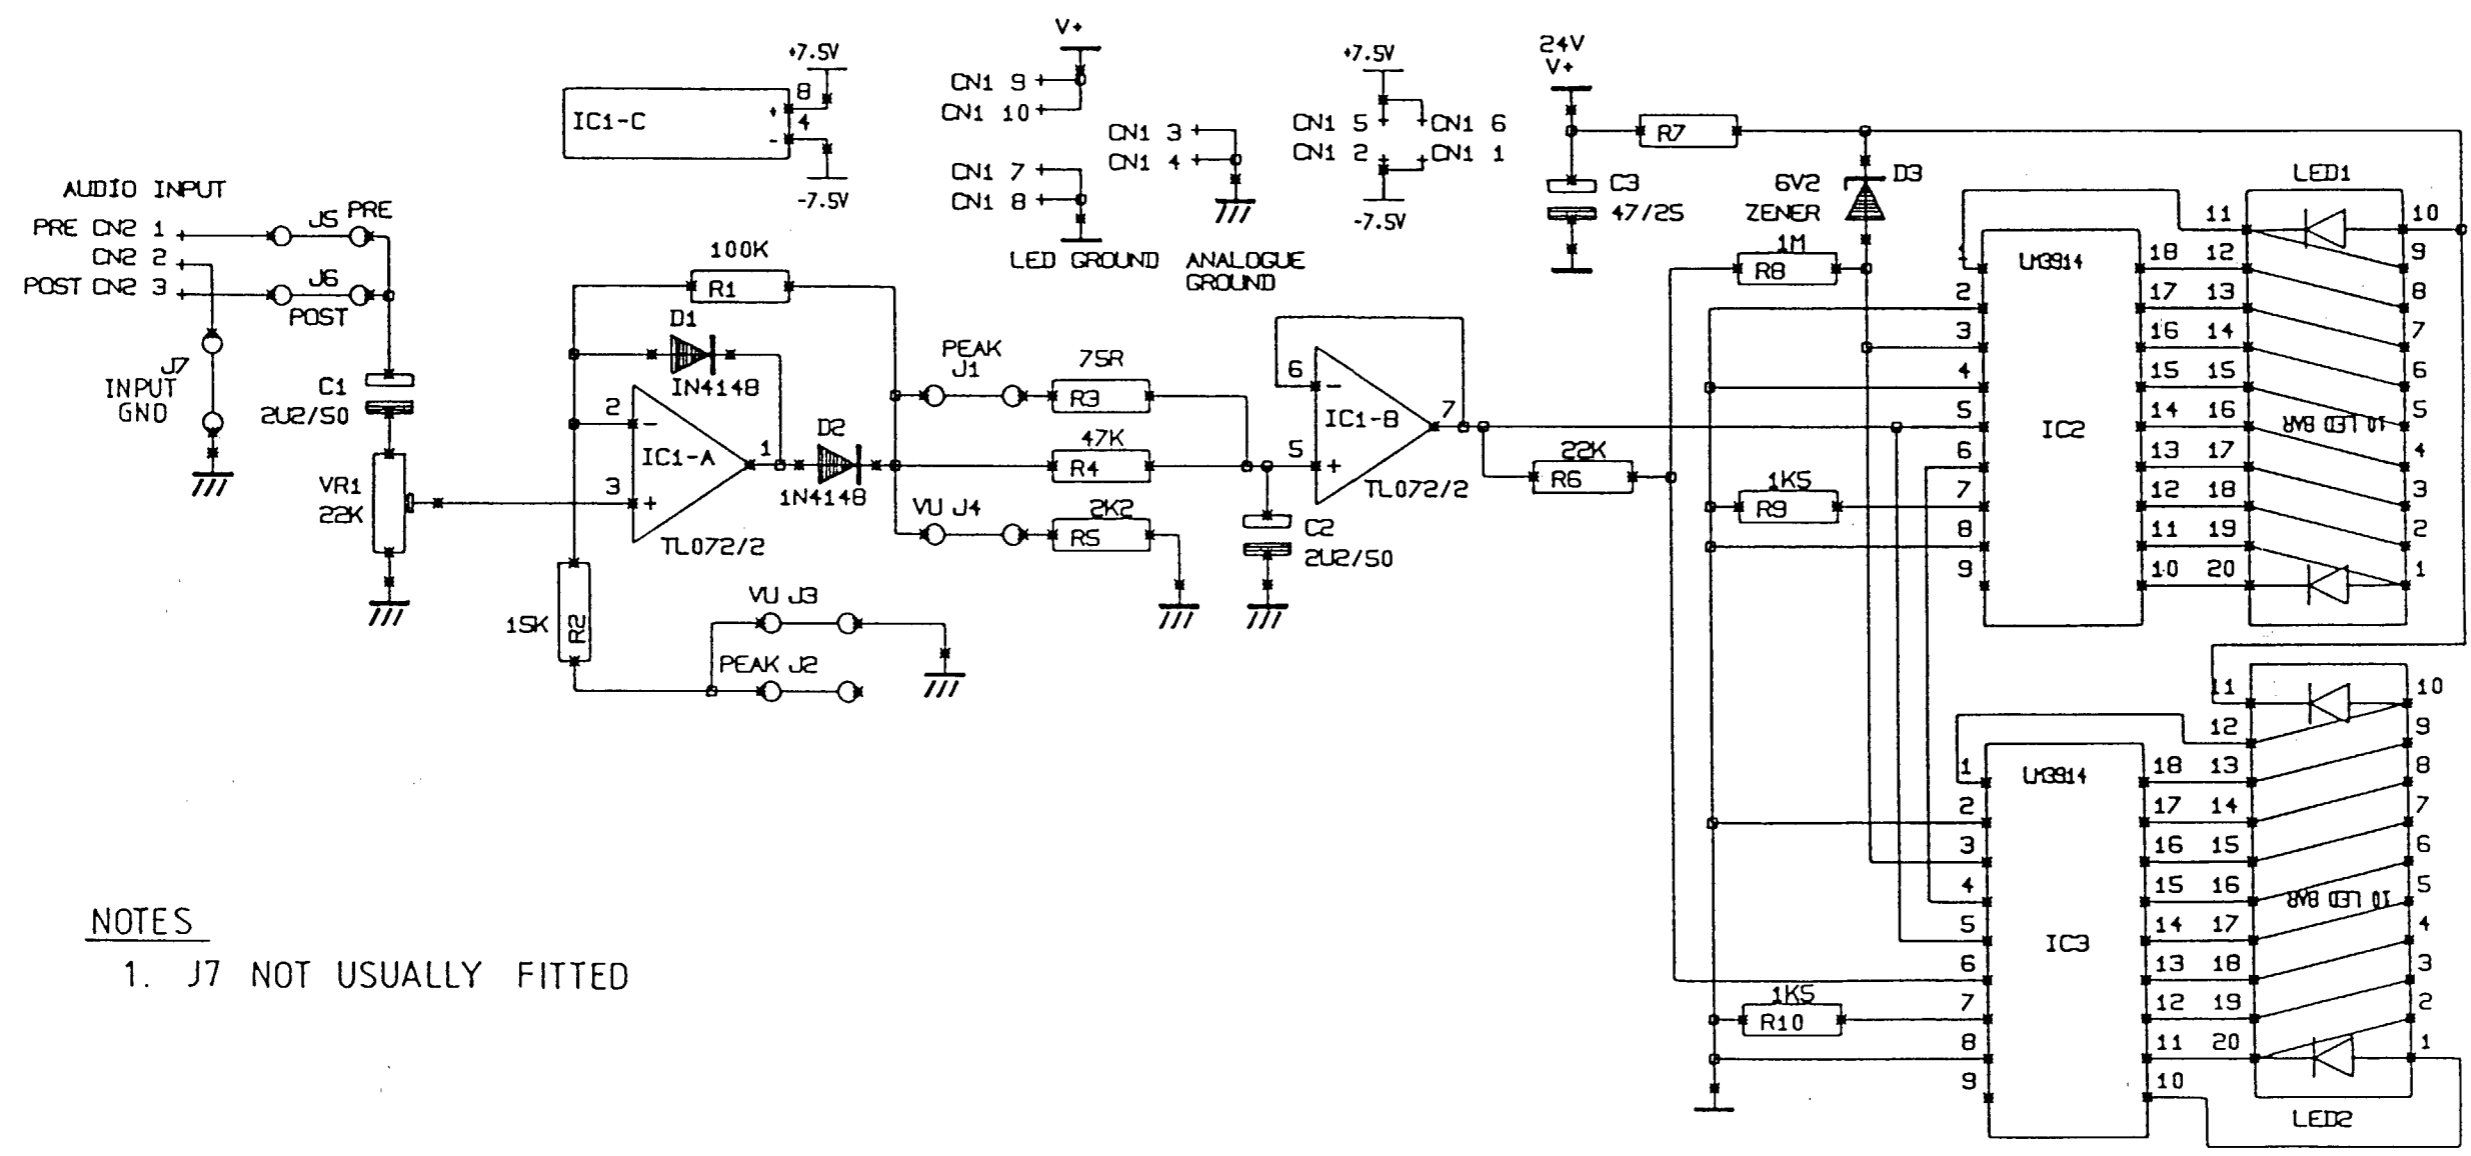 V+
24V
V+
+7.5V
+7.5V
CN1 9
CN1 10
8
+
4
-
IC1-C
CN1 3
CN1 4
CN1 5
CN1 6
CN1 2
CN1 1
R7
CN1 7
CN1 8
-7.5V
-7.5V
LED GROUND
ANALOGUE
GROUND
AUDIO INPUT
PRE CN2 1
CN2 2
POST CN2 3
J5
PRE
J6
POST
J7
INPUT
GND
C1
2U2/50
VR1
22K
100K
R1
D1
IN4148
2
-
IC1-A
1
3
+
TL072/2
D2
1N4148
15K
R2
VU J3
PEAK J2
PEAK
J1
75R
R3
47K
R4
VU J4
2K2
R5
C2
2U2/50
6
-
IC1-B
7
5
+
TL072/2
22K
R6
C3
47/25
6V2
ZENER
D3
1M
R8
1K5
R9
1K5
R10
LM3914
IC2
1
2
3
4
5
6
7
8
9
18
17
16
15
14
13
12
11
10
LED1
11
12
13
14
15
16
17
18
19
20
10
9
8
7
6
5
4
3
2
1
10 LED BAR
LM3914
IC3
1
2
3
4
5
6
7
8
9
18
17
16
15
14
13
12
11
10
11
12
13
14
15
16
17
18
19
20
10
9
8
7
6
5
4
3
2
1
10 LED BAR
LED2
NOTES
1. J7 NOT USUALLY FITTED